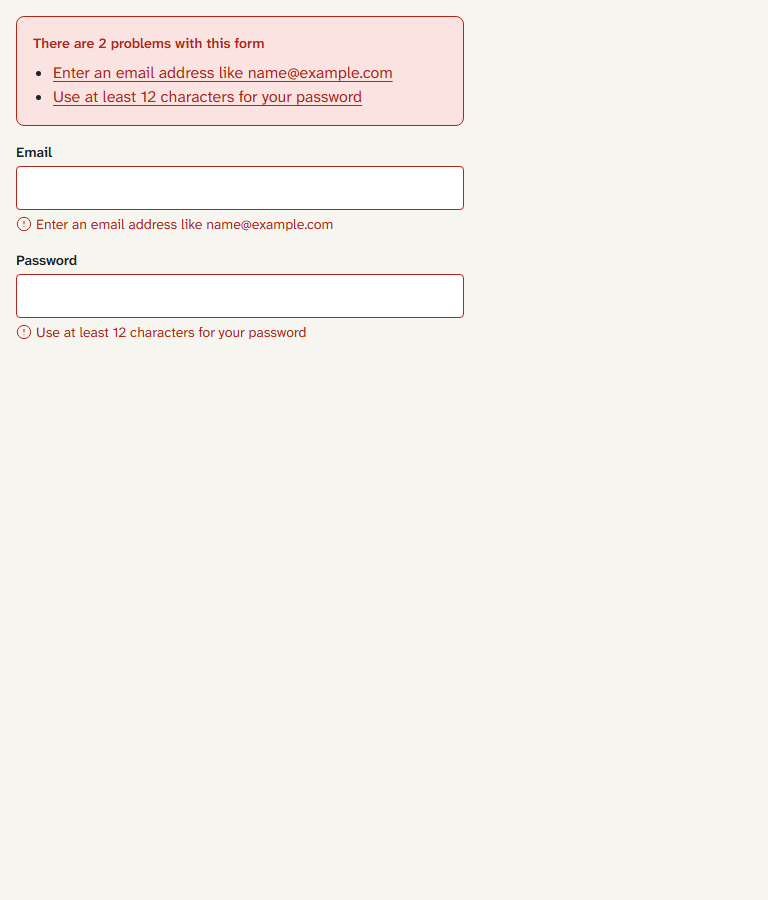 There are 2 problems with this form
Enter an email address like name@example.com
Use at least 12 characters for your password
Email
Enter an email address like name@example.com
Password
Use at least 12 characters for your password